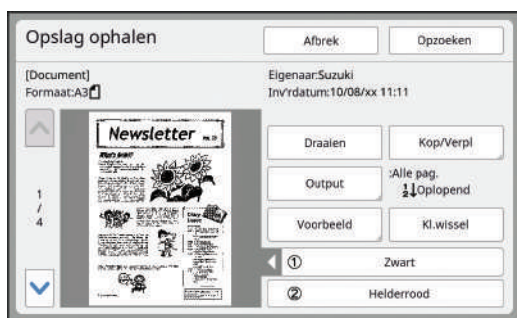 Opslag ophalen
Afbrek
Opzoeken
[Document]
Formaat:A3
Eigenaar:Suzuki
Inv'rdatum:10/08/xx 11:11
Newsletter
Draaien
Kop/Verpl
1
/
4
Output
:Alle pag.
Oplopend
Voorbeeld
Kl.wissel
① Zwart
② Helderrood